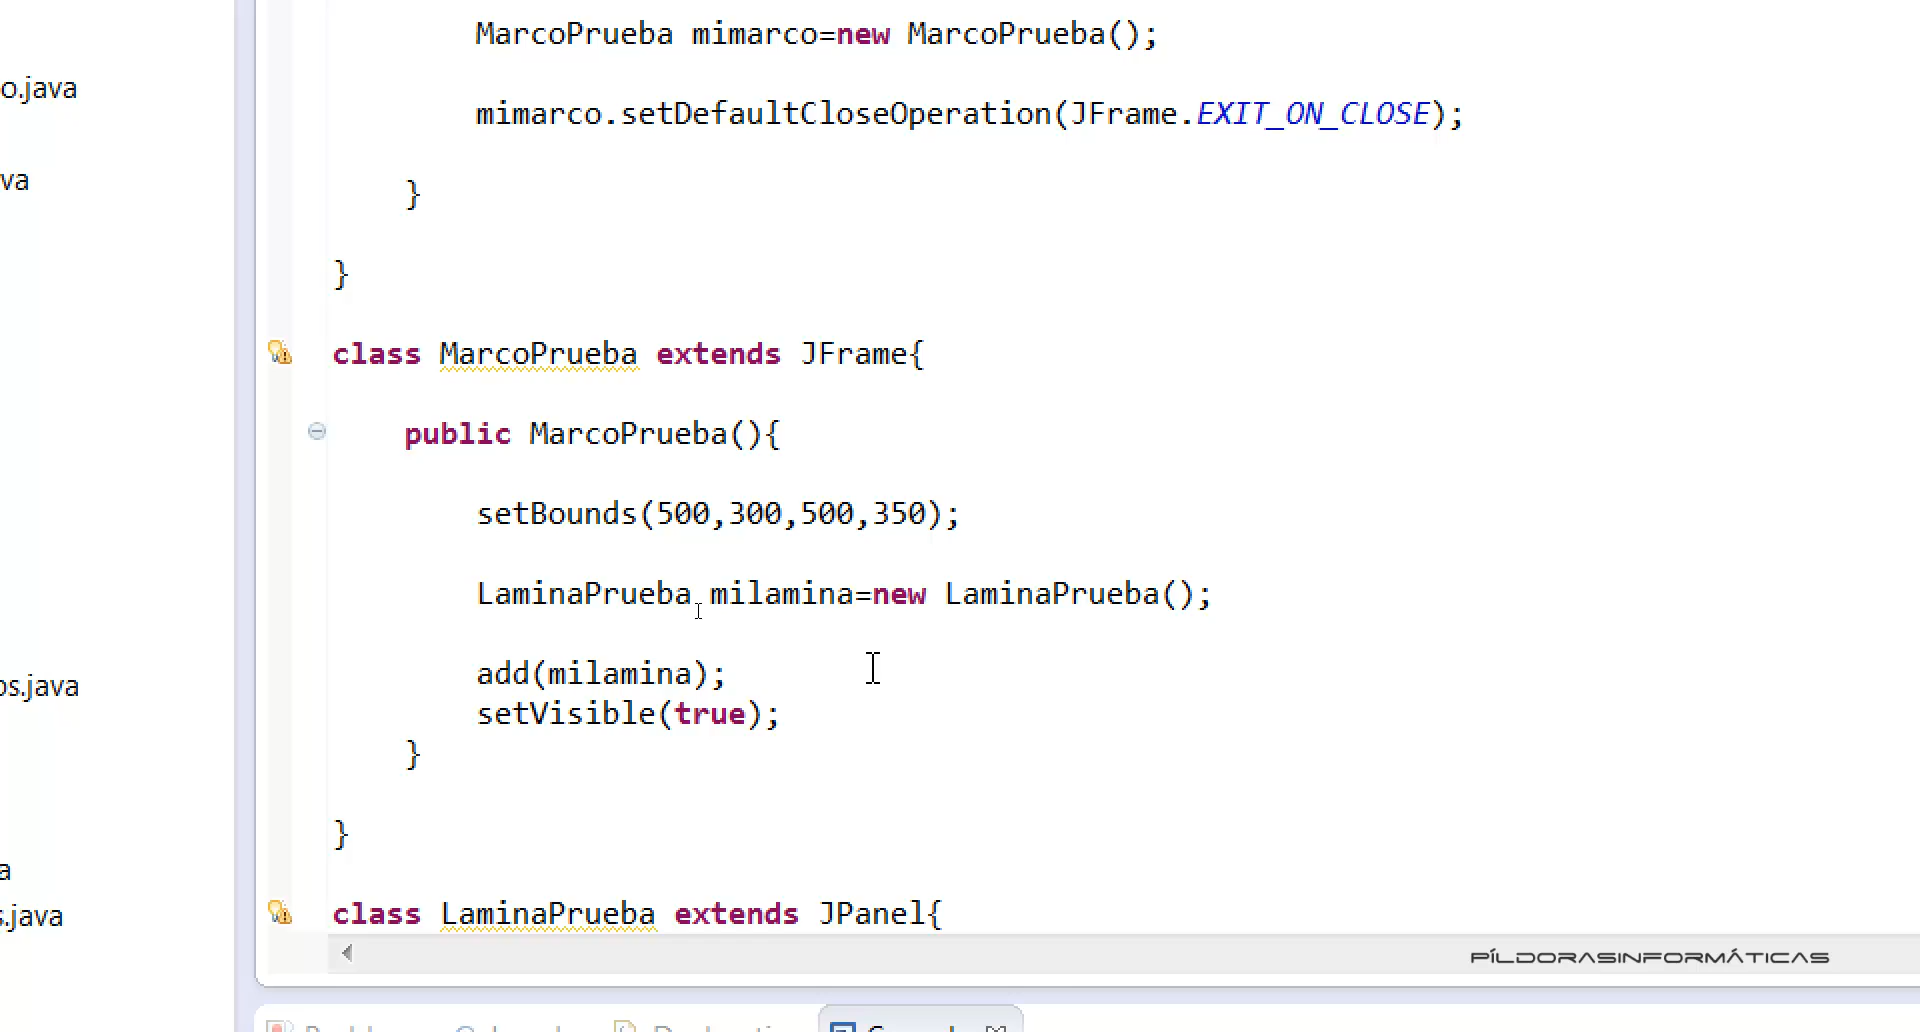 MarcoPrueba mimarco=new MarcoPrueba();
o.java
mimarco.setDefaultCloseOperation(JFrame.EXIT_ON_CLOSE);
va
}
}
class MarcoPrueba extends JFrame{
public MarcoPrueba(){
setBounds(500,300,500,350);
LaminaPrueba milamina=new LaminaPrueba();
add(milamina);
os.java
setVisible(true);
}
}
a
class LaminaPrueba extends JPanel{
s.java
PÍLDORASINFORMÁTICAS